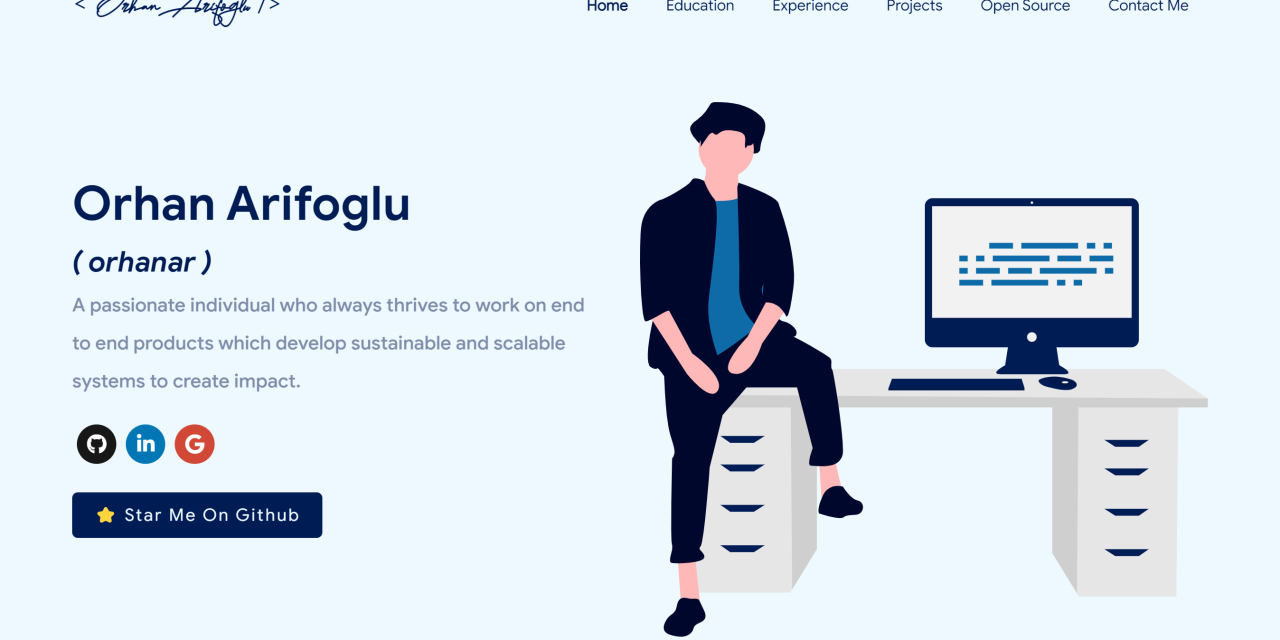 < Orhan Arifoglu / >
Home Education Experience Projects Open Source Contact Me
Orhan Arifoglu
( orhanar )
A passionate individual who always thrives to work on end
to end products which develop sustainable and scalable
systems to create impact.
in G
Star Me On Github